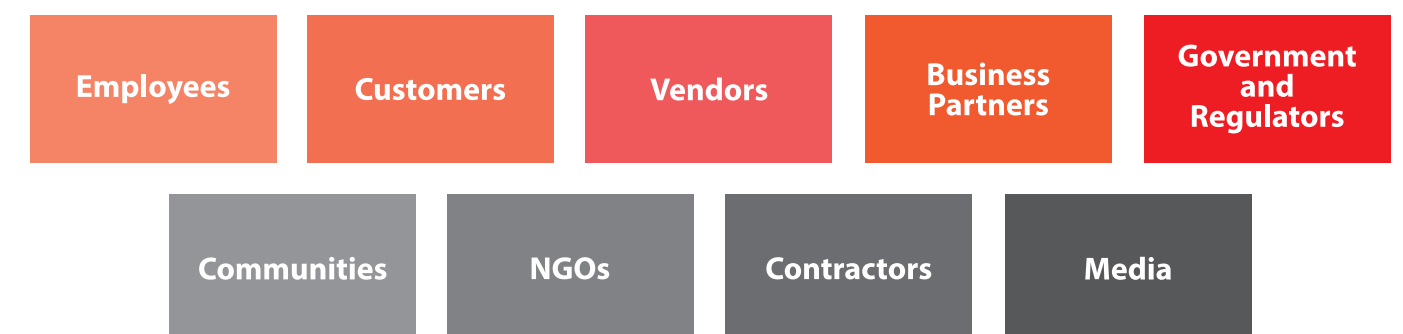 Employees
Customers
Vendors
Business
Partners
Government
and
Regulators
Communities
NGOs
Contractors
Media